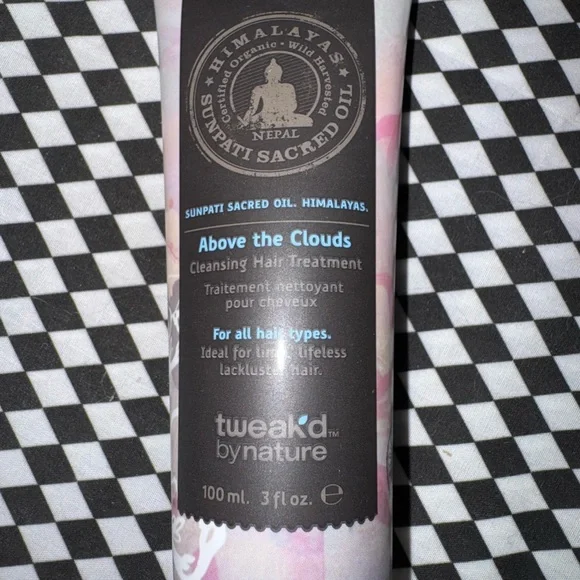 HIMALAYAS
Certified Organic • Wild Harvested
NEPAL
SUNPATI SACRED OIL
SUNPATI SACRED OIL. HIMALAYAS.
Above the Clouds
Cleansing Hair Treatment
Traitement nettoyant
pour cheveux
For all hair types.
Ideal for limp, lifeless
lackluster hair.
tweak'd™
bynature
100 ml. 3 fl oz. ℮